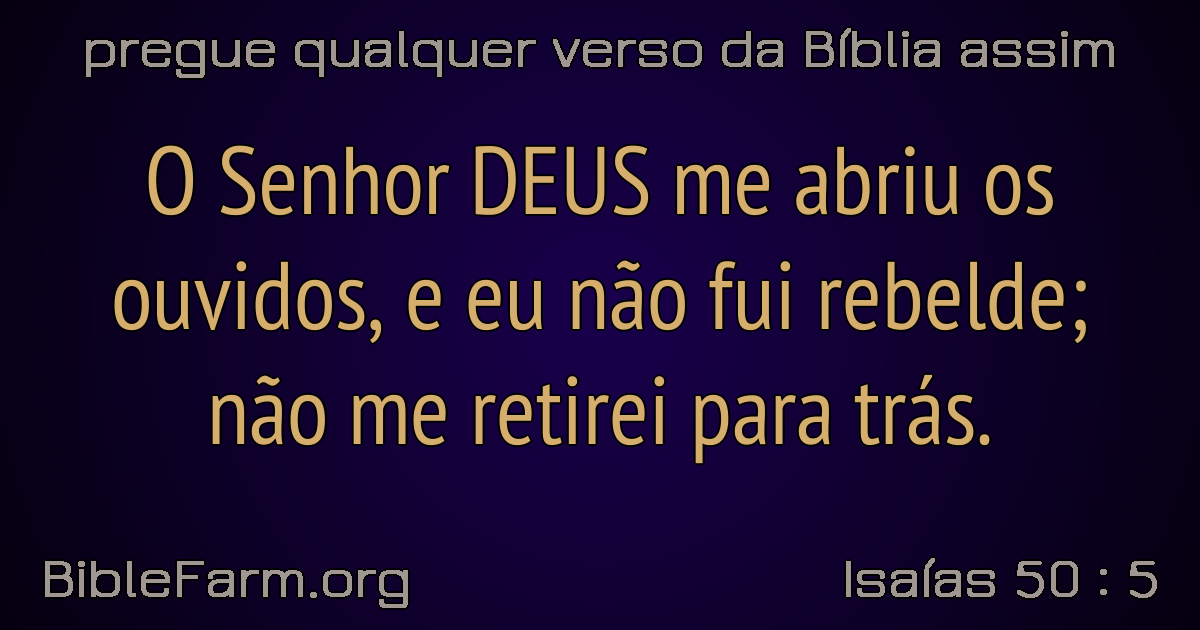 pregue qualquer verso da Bíblia assim
O Senhor DEUS me abriu os
ouvidos, e eu não fui rebelde;
não me retirei para trás.
BibleFarm.org
Isaías 50 : 5